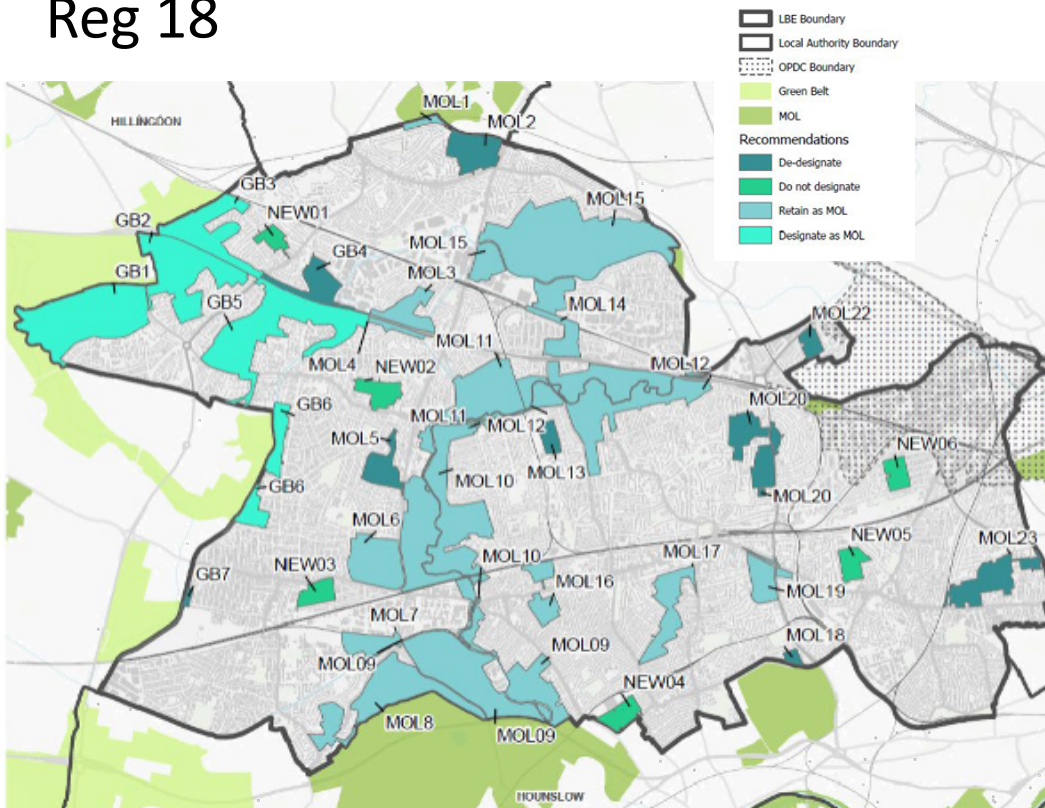 Reg 18
LBE Boundary
Local Authority Boundary
OPDC Boundary
Green Belt
MOL
Recommendations
De-designate
Do not designate
Retain as MOL
Designate as MOL
HILLINGDON
MOL1
MOL2
GB3
MOL15
NEW01
GB2
MOL15
GB4
GB1
MOL3
GB5
MOL14
MOL22
MOL11
MOL4
NEW02
MOL12
MOL20
GB6
MOL11
MOL12
MOL5
NEW06
MOL13
MOL10
GB6
MOL20
MOL6
NEW05
MOL23
MOL10
MOL17
NEW03
GB7
MOL16
MOL19
MOL7
MOL18
MOL09
MOL09
NEW04
MOL8
MOL09
HOUNSLOW